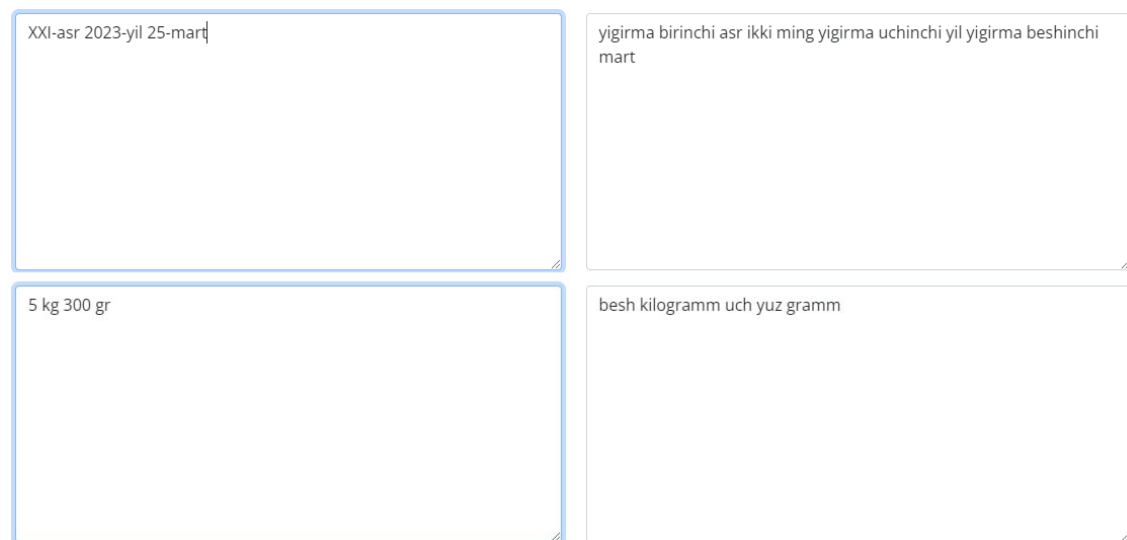 XXI-asr 2023-yil 25-mart
yigirma birinchi asr ikki ming yigirma uchinchi yil yigirma beshinchi
mart
5 kg 300 gr
besh kilogramm uch yuz gramm